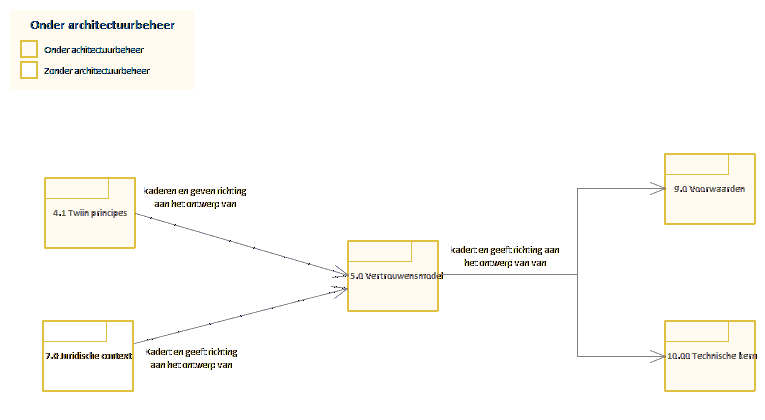 Onder architectuurbeheer
Onder achitectuurbeheer
Zonder architectuurbeheer
kaderen en geven richting
aan het ontwerp van
4.1 Twiin principes
9.0 Voorwaarden
kadert en geeft richting aan
het ontwerp van van
5.0 Vertrouwensmodel
7.0 Juridische context
Kadert en geeft richting
aan het ontwerp van
10.00 Technische kern